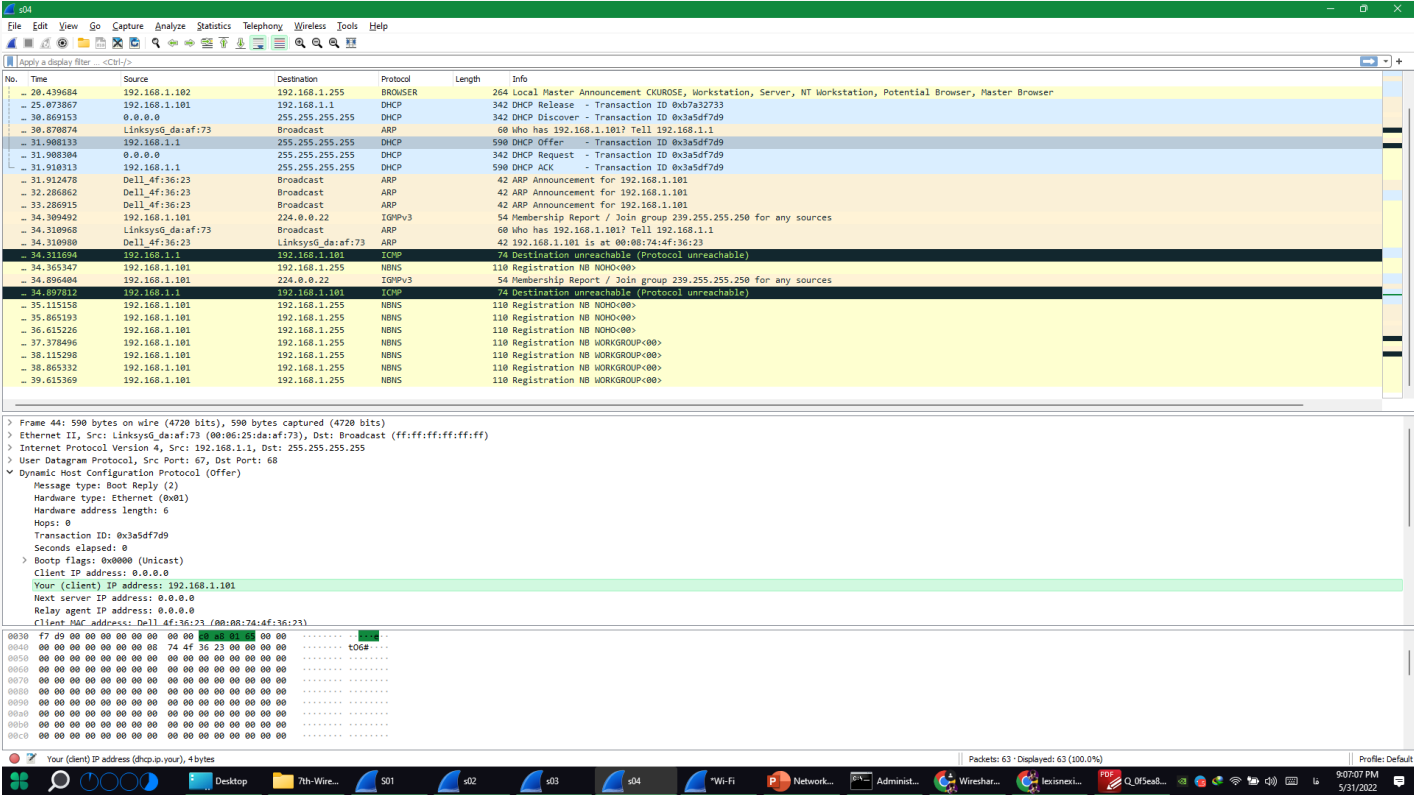 s04
File Edit View Go Capture Analyze Statistics Telephony Wireless Tools Help
Apply a display filter ... <Ctrl-/>
No. Time Source Destination Protocol Length Info
... 20.439684 192.168.1.102 192.168.1.255 BROWSER 264 Local Master Announcement CKUROSE, Workstation, Server, NT Workstation, Potential Browser, Master Browser
... 25.073867 192.168.1.101 192.168.1.1 DHCP 342 DHCP Release - Transaction ID 0xb7a32733
... 30.869153 0.0.0.0 255.255.255.255 DHCP 342 DHCP Discover - Transaction ID 0x3a5df7d9
... 30.870874 LinksysG_da:af:73 Broadcast ARP 60 Who has 192.168.1.101? Tell 192.168.1.1
... 31.908133 192.168.1.1 255.255.255.255 DHCP 590 DHCP Offer - Transaction ID 0x3a5df7d9
... 31.908304 0.0.0.0 255.255.255.255 DHCP 342 DHCP Request - Transaction ID 0x3a5df7d9
... 31.910313 192.168.1.1 255.255.255.255 DHCP 590 DHCP ACK - Transaction ID 0x3a5df7d9
... 31.912478 Dell_4f:36:23 Broadcast ARP 42 ARP Announcement for 192.168.1.101
... 32.286862 Dell_4f:36:23 Broadcast ARP 42 ARP Announcement for 192.168.1.101
... 33.286915 Dell_4f:36:23 Broadcast ARP 42 ARP Announcement for 192.168.1.101
... 34.309492 192.168.1.101 224.0.0.22 IGMPv3 54 Membership Report / Join group 239.255.255.250 for any sources
... 34.310968 LinksysG_da:af:73 Broadcast ARP 60 Who has 192.168.1.101? Tell 192.168.1.1
... 34.310980 Dell_4f:36:23 LinksysG_da:af:73 ARP 42 192.168.1.101 is at 00:08:74:4f:36:23
... 34.311694 192.168.1.1 192.168.1.101 ICMP 74 Destination unreachable (Protocol unreachable)
... 34.365347 192.168.1.101 192.168.1.255 NBNS 110 Registration NB NOHO<00>
... 34.896404 192.168.1.101 224.0.0.22 IGMPv3 54 Membership Report / Join group 239.255.255.250 for any sources
... 34.897812 192.168.1.1 192.168.1.101 ICMP 74 Destination unreachable (Protocol unreachable)
... 35.115158 192.168.1.101 192.168.1.255 NBNS 110 Registration NB NOHO<00>
... 35.865193 192.168.1.101 192.168.1.255 NBNS 110 Registration NB NOHO<00>
... 36.615226 192.168.1.101 192.168.1.255 NBNS 110 Registration NB NOHO<00>
... 37.378496 192.168.1.101 192.168.1.255 NBNS 110 Registration NB WORKGROUP<00>
... 38.115298 192.168.1.101 192.168.1.255 NBNS 110 Registration NB WORKGROUP<00>
... 38.865332 192.168.1.101 192.168.1.255 NBNS 110 Registration NB WORKGROUP<00>
... 39.615369 192.168.1.101 192.168.1.255 NBNS 110 Registration NB WORKGROUP<00>
> Frame 44: 590 bytes on wire (4720 bits), 590 bytes captured (4720 bits)
> Ethernet II, Src: LinksysG_da:af:73 (00:06:25:da:af:73), Dst: Broadcast (ff:ff:ff:ff:ff:ff)
> Internet Protocol Version 4, Src: 192.168.1.1, Dst: 255.255.255.255
> User Datagram Protocol, Src Port: 67, Dst Port: 68
Dynamic Host Configuration Protocol (Offer)
Message type: Boot Reply (2)
Hardware type: Ethernet (0x01)
Hardware address length: 6
Hops: 0
Transaction ID: 0x3a5df7d9
Seconds elapsed: 0
> Bootp flags: 0x0000 (Unicast)
Client IP address: 0.0.0.0
Your (client) IP address: 192.168.1.101
Next server IP address: 0.0.0.0
Relay agent IP address: 0.0.0.0
Client MAC address: Dell_4f:36:23 (00:08:74:4f:36:23)
0030 f7 d9 00 00 00 00 00 00 00 00 c0 a8 01 65 00 00 ········ ·····e··
0040 00 00 00 00 00 00 00 08 74 4f 36 23 00 00 00 00 ········ tO6#····
0050 00 00 00 00 00 00 00 00 00 00 00 00 00 00 00 00 ········ ········
0060 00 00 00 00 00 00 00 00 00 00 00 00 00 00 00 00 ········ ········
0070 00 00 00 00 00 00 00 00 00 00 00 00 00 00 00 00 ········ ········
0080 00 00 00 00 00 00 00 00 00 00 00 00 00 00 00 00 ········ ········
0090 00 00 00 00 00 00 00 00 00 00 00 00 00 00 00 00 ········ ········
00a0 00 00 00 00 00 00 00 00 00 00 00 00 00 00 00 00 ········ ········
00b0 00 00 00 00 00 00 00 00 00 00 00 00 00 00 00 00 ········ ········
00c0 00 00 00 00 00 00 00 00 00 00 00 00 00 00 00 00 ········ ········
Your (client) IP address (dhcp.ip.your), 4 bytes Packets: 63 · Displayed: 63 (100.0%) Profile: Default
Desktop 7th-Wire... S01 s02 s03 s04 *Wi-Fi Network... Administ... Wireshar... lexisnexi... PDF Q_0f5ea8... فا 9:07:07 PM
5/31/2022